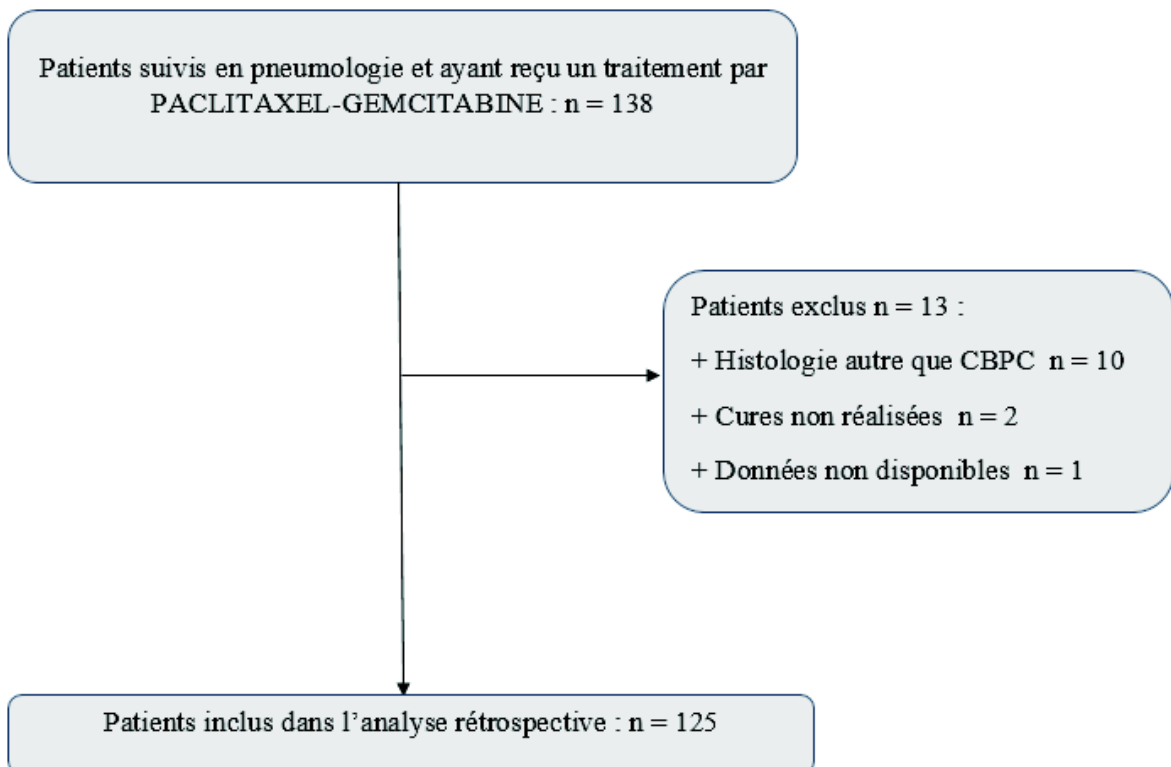 Patients suivis en pneumologie et ayant reçu un traitement par
PACLITAXEL-GEMCITABINE : n = 138
Patients exclus n = 13 :
+ Histologie autre que CBPC n = 10
+ Cures non réalisées n = 2
+ Données non disponibles n = 1
Patients inclus dans l’analyse rétrospective : n = 125